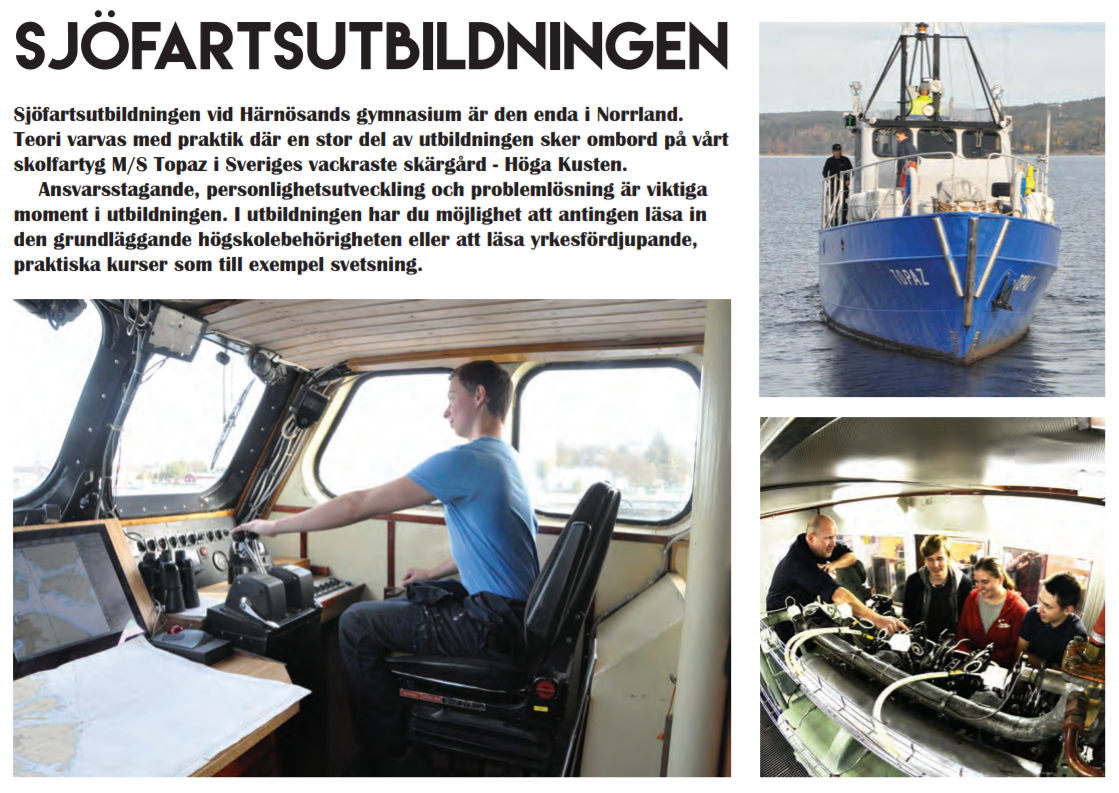 SJÖFARTSUTBILDNINGEN
Sjöfartsutbildningen vid Härnösands gymnasium är den enda i Norrland.
Teori varvas med praktik där en stor del av utbildningen sker ombord på vårt
skolfartyg M/S Topaz i Sveriges vackraste skärgård - Höga Kusten.
Ansvarsstagande, personlighetsutveckling och problemlösning är viktiga
moment i utbildningen. I utbildningen har du möjlighet att antingen läsa in
den grundläggande högskolebehörigheten eller att läsa yrkesfördjupande,
praktiska kurser som till exempel svetsning.
TOPAZ